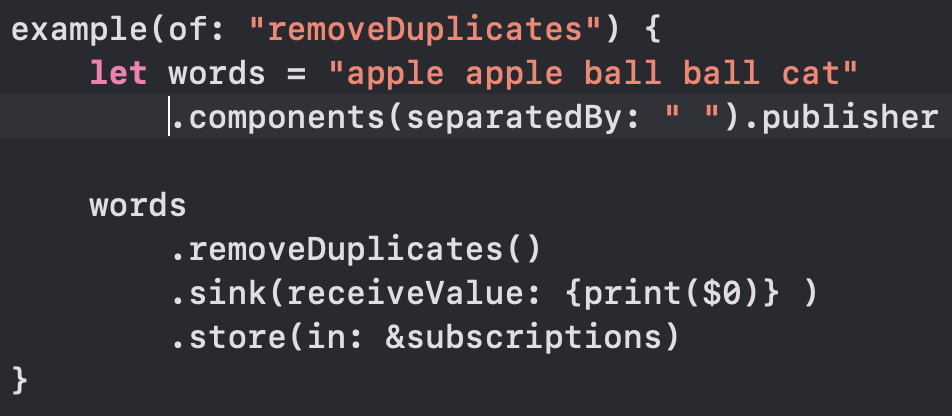 example(of: "removeDuplicates") {
    let words = "apple apple ball ball cat"
        .components(separatedBy: " ").publisher

    words
        .removeDuplicates()
        .sink(receiveValue: {print($0)} )
        .store(in: &subscriptions)
}